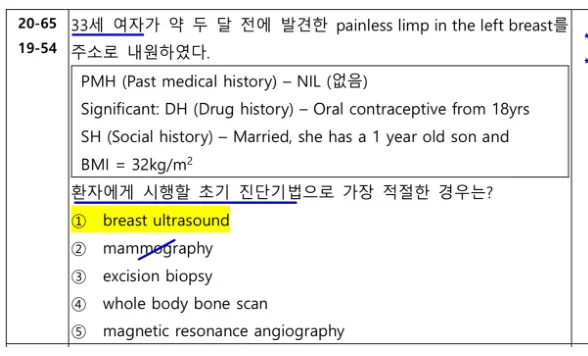 20-65
19-54
33세 여자가 약 두 달 전에 발견한 painless limp in the left breast를
주소로 내원하였다.
PMH (Past medical history) – NIL (없음)
Significant: DH (Drug history) – Oral contraceptive from 18yrs
SH (Social history) – Married, she has a 1 year old son and
BMI = 32kg/m²
환자에게 시행할 초기 진단기법으로 가장 적절한 경우는?
① breast ultrasound
② mammography
③ excision biopsy
④ whole body bone scan
⑤ magnetic resonance angiography